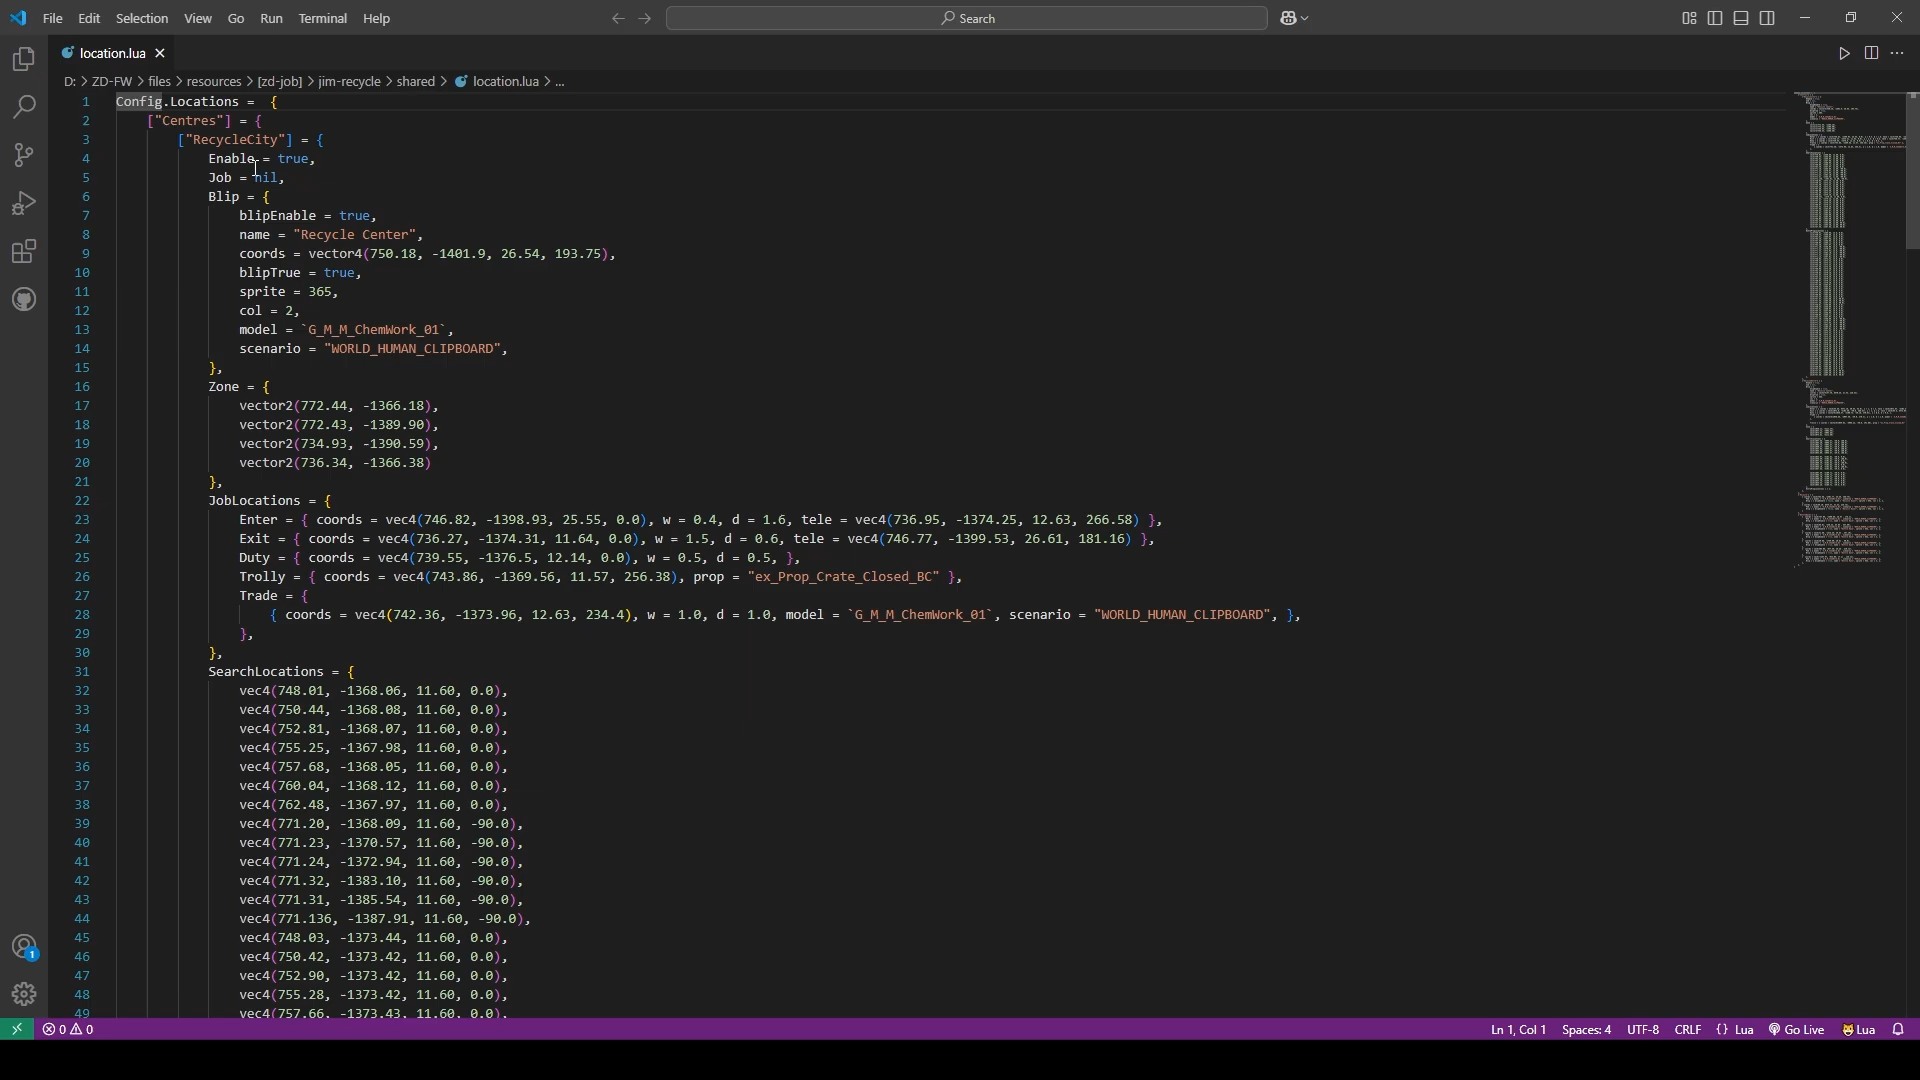 File Edit Selection View Go Run Terminal Help Search
location.lua
D: > ZD-FW > files > resources > [zd-job] > jim-recycle > shared > location.lua > ...
1 Config.Locations =  {
2 ["Centres"] = {
3 ["RecycleCity"] = {
4 Enable = true,
5 Job = nil,
6 Blip = {
7 blipEnable = true,
8 name = "Recycle Center",
9 coords = vector4(750.18, -1401.9, 26.54, 193.75),
10 blipTrue = true,
11 sprite = 365,
12 col = 2,
13 model = `G_M_M_ChemWork_01`,
14 scenario = "WORLD_HUMAN_CLIPBOARD",
15 },
16 Zone = {
17 vector2(772.44, -1366.18),
18 vector2(772.43, -1389.90),
19 vector2(734.93, -1390.59),
20 vector2(736.34, -1366.38)
21 },
22 JobLocations = {
23 Enter = { coords = vec4(746.82, -1398.93, 25.55, 0.0), w = 0.4, d = 1.6, tele = vec4(736.95, -1374.25, 12.63, 266.58) },
24 Exit = { coords = vec4(736.27, -1374.31, 11.64, 0.0), w = 1.5, d = 0.6, tele = vec4(746.77, -1399.53, 26.61, 181.16) },
25 Duty = { coords = vec4(739.55, -1376.5, 12.14, 0.0), w = 0.5, d = 0.5, },
26 Trolly = { coords = vec4(743.86, -1369.56, 11.57, 256.38), prop = "ex_Prop_Crate_Closed_BC" },
27 Trade = {
28 { coords = vec4(742.36, -1373.96, 12.63, 234.4), w = 1.0, d = 1.0, model = `G_M_M_ChemWork_01`, scenario = "WORLD_HUMAN_CLIPBOARD", },
29 },
30 },
31 SearchLocations = {
32 vec4(748.01, -1368.06, 11.60, 0.0),
33 vec4(750.44, -1368.08, 11.60, 0.0),
34 vec4(752.81, -1368.07, 11.60, 0.0),
35 vec4(755.25, -1367.98, 11.60, 0.0),
36 vec4(757.68, -1368.05, 11.60, 0.0),
37 vec4(760.04, -1368.12, 11.60, 0.0),
38 vec4(762.48, -1367.97, 11.60, 0.0),
39 vec4(771.20, -1368.09, 11.60, -90.0),
40 vec4(771.23, -1370.57, 11.60, -90.0),
41 vec4(771.24, -1372.94, 11.60, -90.0),
42 vec4(771.32, -1383.10, 11.60, -90.0),
43 vec4(771.31, -1385.54, 11.60, -90.0),
44 vec4(771.136, -1387.91, 11.60, -90.0),
45 vec4(748.03, -1373.44, 11.60, 0.0),
46 vec4(750.42, -1373.42, 11.60, 0.0),
47 vec4(752.90, -1373.42, 11.60, 0.0),
48 vec4(755.28, -1373.42, 11.60, 0.0),
49 vec4(757.66, -1373.43, 11.60, 0.0),
0 0 Ln 1, Col 1 Spaces: 4 UTF-8 CRLF {} Lua Go Live Lua
1